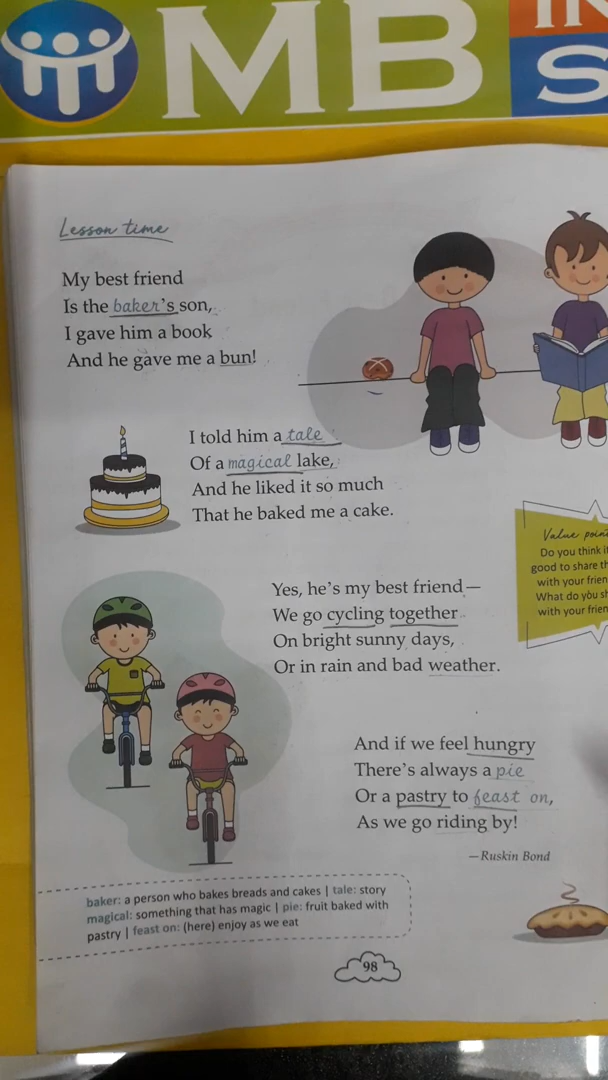 MB
S
Lesson time
My best friend
Is the baker's son,
I gave him a book
And he gave me a bun!
I told him a tale
Of a magical lake,
And he liked it so much
That he baked me a cake.
Value poin
Do you think i
good to share th
with your frien
What do you sh
with your frien
Yes, he's my best friend—
We go cycling together
On bright sunny days,
Or in rain and bad weather.
And if we feel hungry
There's always a pie
Or a pastry to feast on,
As we go riding by!
—Ruskin Bond
baker: a person who bakes breads and cakes | tale: story
magical: something that has magic | pie: fruit baked with
pastry | feast on: (here) enjoy as we eat
98